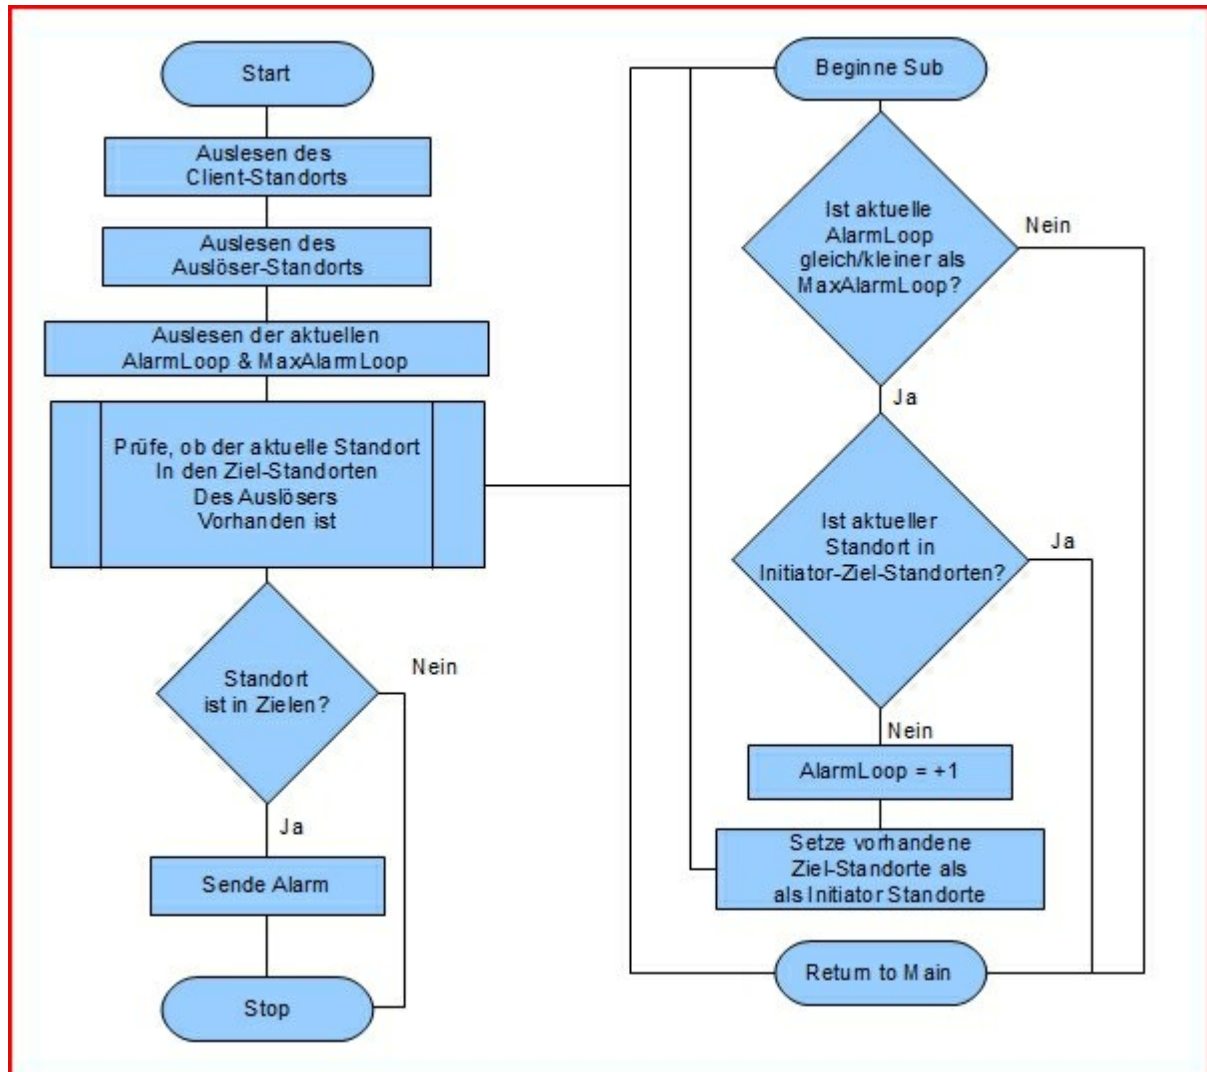 Start
Auslesen des
Client-Standorts
Auslesen des
Auslöser-Standorts
Auslesen der aktuellen
AlarmLoop & MaxAlarmLoop
Prüfe, ob der aktuelle Standort
In den Ziel-Standorten
Des Auslösers
Vorhanden ist
Standort
ist in Zielen?
Nein
Ja
Sende Alarm
Stop
Beginne Sub
Ist aktuelle
AlarmLoop
gleich/kleiner als
MaxAlarmLoop?
Nein
Ja
Ist aktueller
Standort in
Initiator-Ziel-Standorten?
Ja
Nein
AlarmLoop = +1
Setze vorhandene
Ziel-Standorte als
als Initiator Standorte
Return to Main